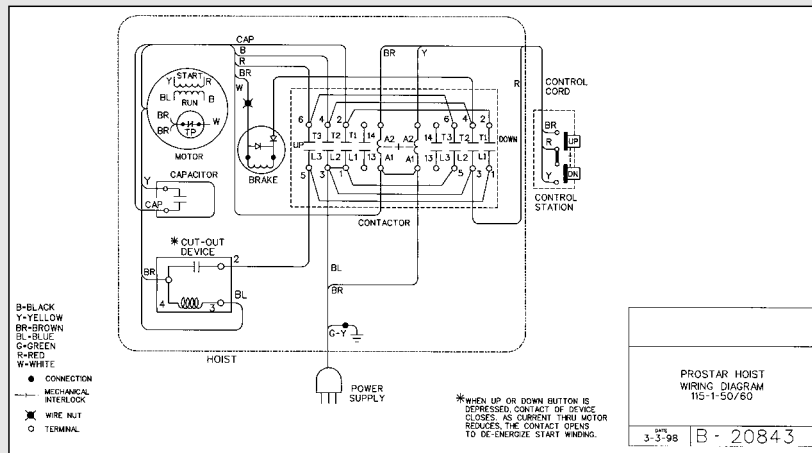 CAP
B
R
BR
W
BR
Y
R
CONTROL
CORD
Y
START
R
BL
RUN
B
BR
BR
TP
W
MOTOR
BRAKE
6
4
2
6
4
2
UP
T3
T2
T1
14
A2
A2
14
T3
T2
T1
DOWN
L3
L2
L1
13
A1
A1
13
L3
L2
L1
5
3
1
5
3
1
CONTACTOR
BR
R
Y
UP
DN
CONTROL
STATION
CAPACITOR
Y
CAP
* CUT-OUT
DEVICE
2
BR
4
3
BL
BL
BR
G-Y
HOIST
POWER
SUPPLY
B-BLACK
Y-YELLOW
BR-BROWN
BL-BLUE
G-GREEN
R-RED
W-WHITE
CONNECTION
MECHANICAL
INTERLOCK
WIRE NUT
TERMINAL
*WHEN UP OR DOWN BUTTON IS
DEPRESSED, CONTACT OF DEVICE
CLOSES. AS CURRENT THRU MOTOR
REDUCES, THE CONTACT OPENS
TO DE-ENERGIZE START WINDING.
PROSTAR HOIST
WIRING DIAGRAM
115-1-50/60
DATE
3-3-98
B - 20843